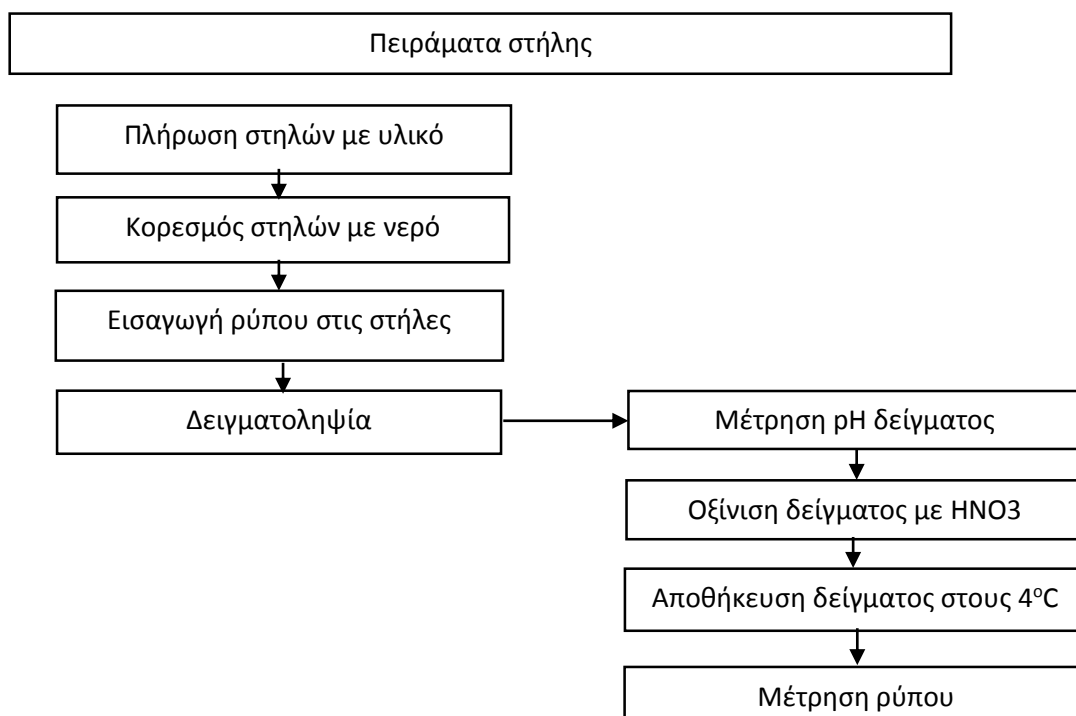 Πειράματα στήλης
Πλήρωση στηλών με υλικό
Κορεσμός στηλών με νερό
Εισαγωγή ρύπου στις στήλες
Δειγματοληψία
Μέτρηση pH δείγματος
Οξίνιση δείγματος με HNO3
Αποθήκευση δείγματος στους 4°C
Μέτρηση ρύπου